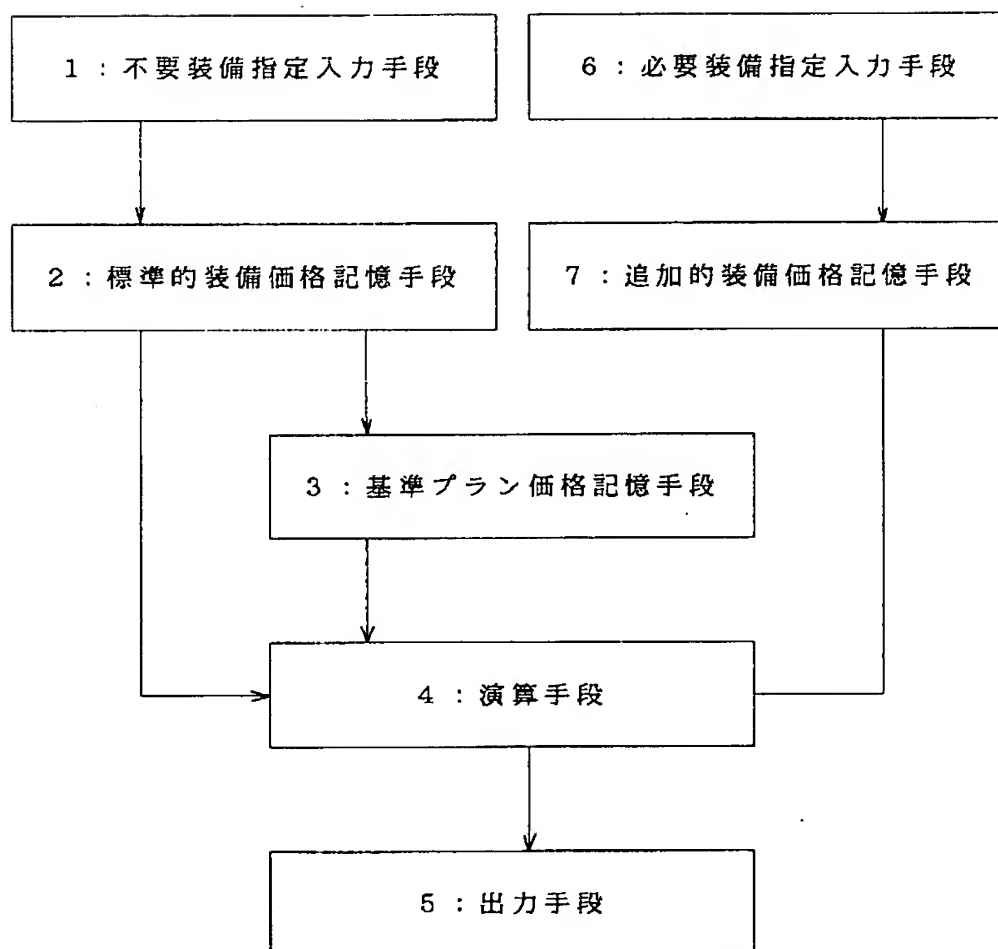 1：不要装備指定入力手段
6：必要装備指定入力手段
2：標準的装備価格記憶手段
7：追加的装備価格記憶手段
3：基準プラン価格記憶手段
4：演算手段
5：出力手段